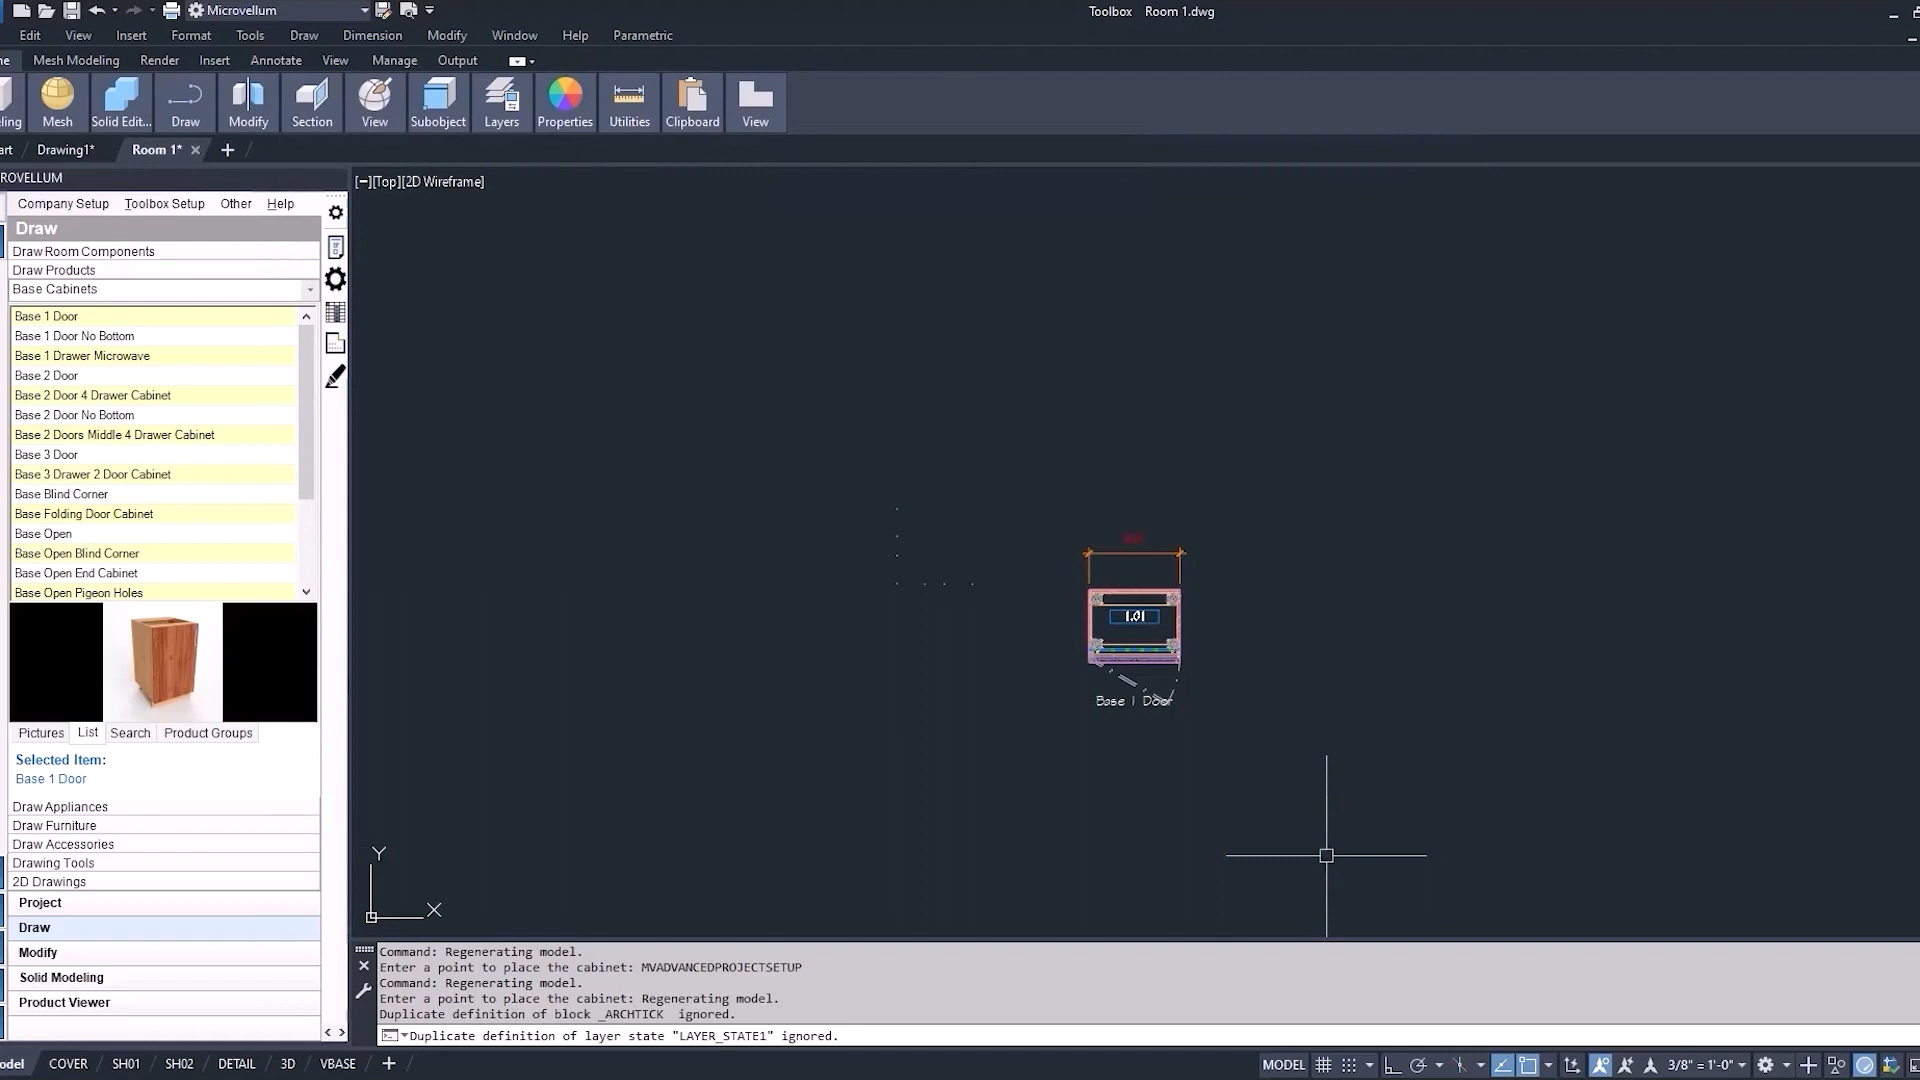 Microvellum
Toolbox Room 1.dwg
Edit View Insert Format Tools Draw Dimension Modify Window Help Parametric
ne Mesh Modeling Render Insert Annotate View Manage Output
ling Mesh Solid Edit... Draw Modify Section View Subobject Layers Properties Utilities Clipboard View
art Drawing1* Room 1*
ROVELLUM
[−][Top][2D Wireframe]
Company Setup Toolbox Setup Other Help
Draw
Draw Room Components
Draw Products
Base Cabinets
Base 1 Door
Base 1 Door No Bottom
Base 1 Drawer Microwave
Base 2 Door
Base 2 Door 4 Drawer Cabinet
Base 2 Door No Bottom
Base 2 Doors Middle 4 Drawer Cabinet
Base 3 Door
Base 3 Drawer 2 Door Cabinet
Base Blind Corner
Base Folding Door Cabinet
Base Open
Base Open Blind Corner
Base Open End Cabinet
Base Open Pigeon Holes
Pictures List Search Product Groups
Selected Item:
Base 1 Door
Draw Appliances
Draw Furniture
Draw Accessories
Drawing Tools
2D Drawings
Project
Draw
Modify
Solid Modeling
Product Viewer
1.01
Base 1 Door
Y
X
Command: Regenerating model.
Enter a point to place the cabinet: MVADVANCEDPROJECTSETUP
Command: Regenerating model.
Enter a point to place the cabinet: Regenerating model.
Duplicate definition of block _ARCHTICK ignored.
Duplicate definition of layer state "LAYER_STATE1" ignored.
odel COVER SH01 SH02 DETAIL 3D VBASE
MODEL 3/8" = 1'-0"